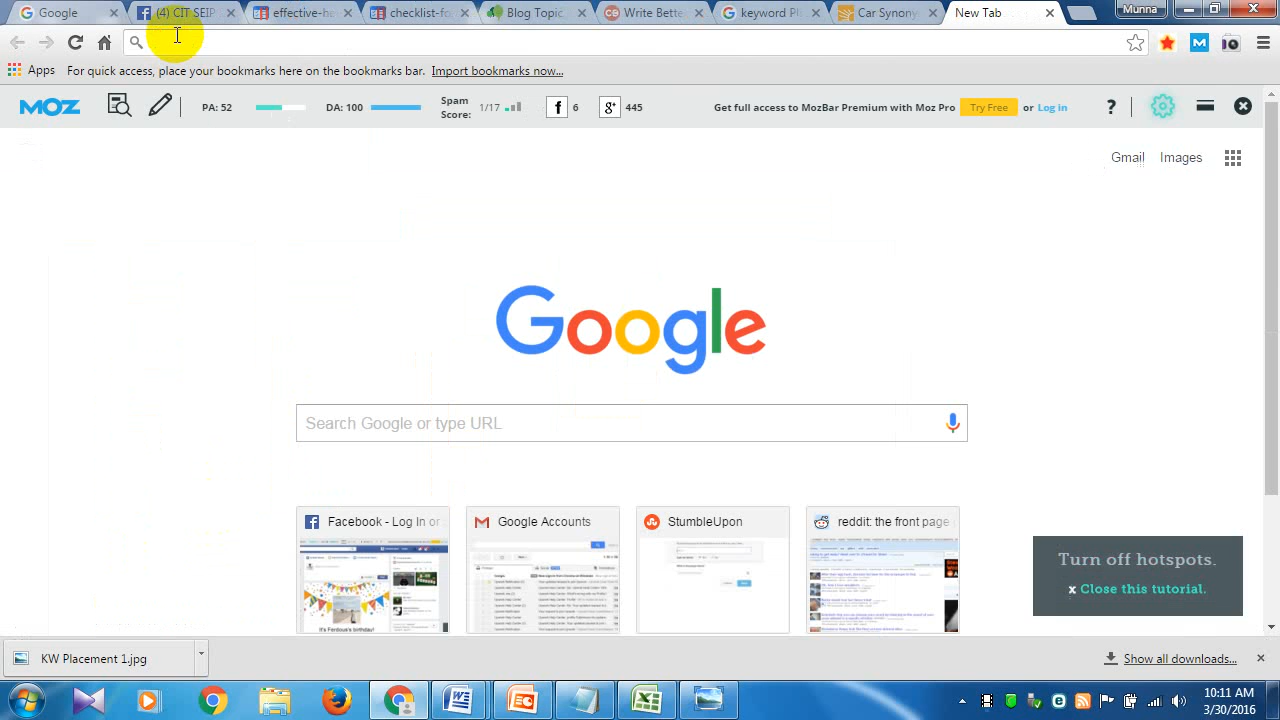 Google
(4) CIT SEIP
effective-h
checklist-fo
Blog Topic
Write Bette
keyword Pl
Car Synony
New Tab
Munna
Apps For quick access, place your bookmarks here on the bookmarks bar. Import bookmarks now...
MOZ
PA: 52
DA: 100
Spam
Score:
1/17
6
445
Get full access to MozBar Premium with Moz Pro Try Free or Log in
?
Gmail Images
Google
Search Google or type URL
Facebook - Log In or
Google Accounts
StumbleUpon
reddit: the front page
Turn off hotspots.
x Close this tutorial.
KW Placement 1.jpg
Show all downloads...
10:11 AM
3/30/2016